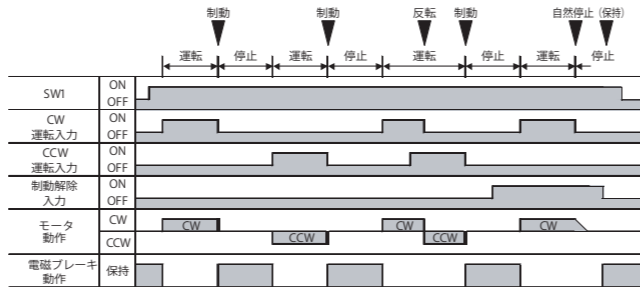 制動 制動 反転 制動 自然停止 (保持)
運転 停止 運転 停止 運転 停止 運転 停止
SW1 ON
OFF
CW
運転入力 ON
OFF
CCW
運転入力 ON
OFF
制動解除
入力 ON
OFF
モータ
動作 CW
CCW
CW CCW CW CCW CW
電磁ブレーキ
動作 保持